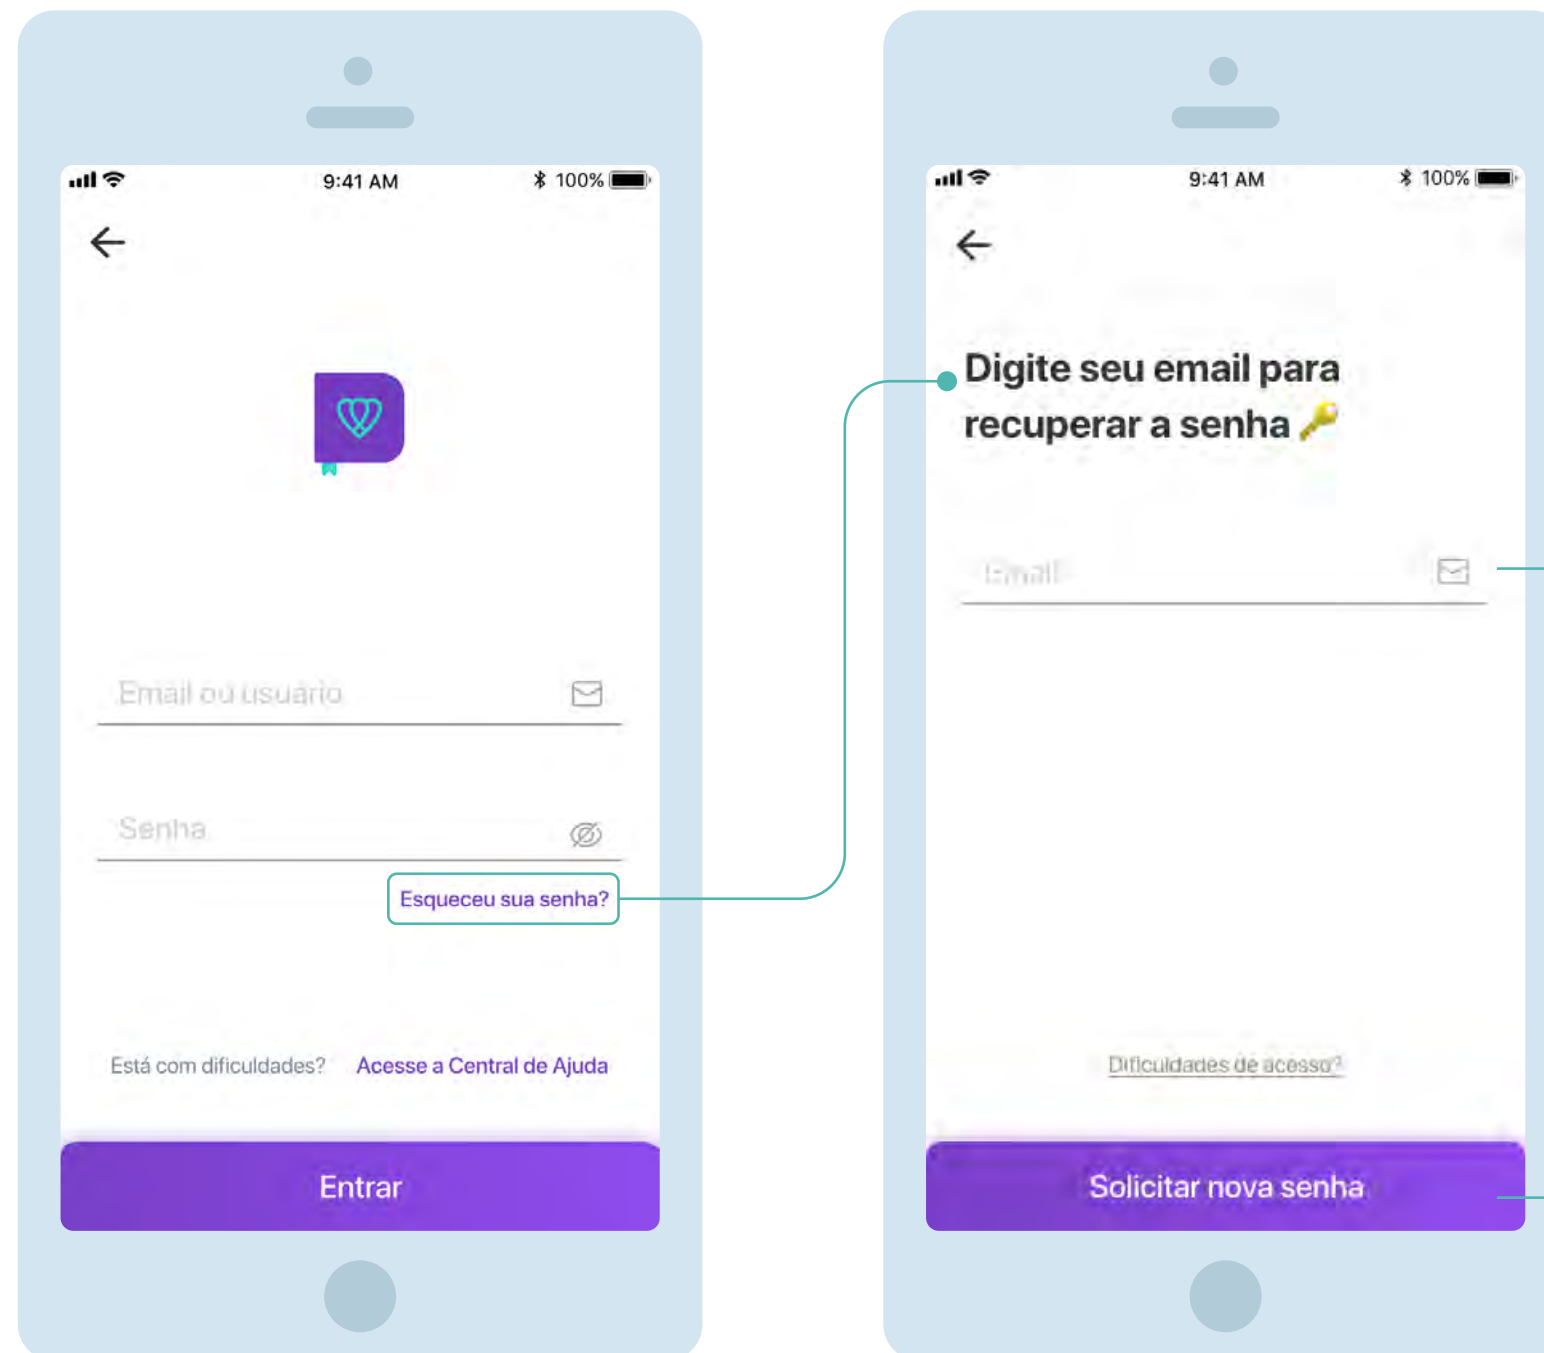 9:41 AM
100%
Email ou usuário
Senha
Esqueceu sua senha?
Está com dificuldades? Acesse a Central de Ajuda
Entrar
9:41 AM
100%
Digite seu email para
recuperar a senha
Email
Dificuldades de acesso?
Solicitar nova senha